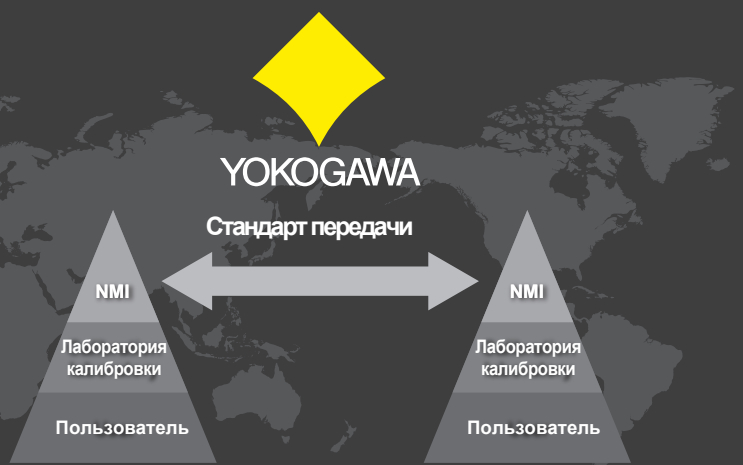 YOKOGAWA
Стандарт передачи
NMI
Лаборатория
калибровки
Пользователь
NMI
Лаборатория
калибровки
Пользователь